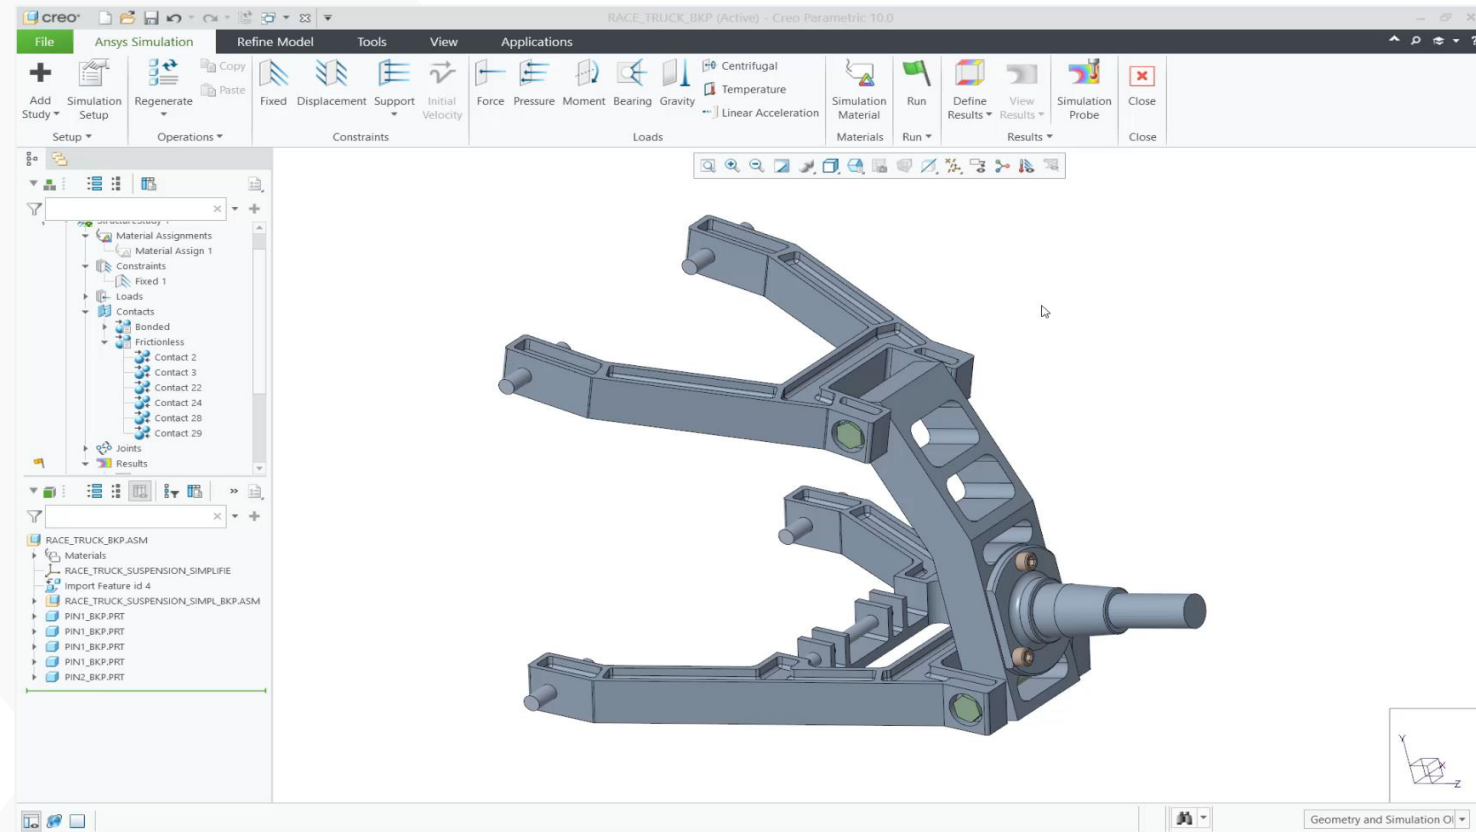 creo
RACE_TRUCK_BKP (Active) - Creo Parametric 10.0
File
Ansys Simulation
Refine Model
Tools
View
Applications
Add Study
Simulation Setup
Regenerate
Copy
Paste
Fixed
Displacement
Support
Initial Velocity
Force
Pressure
Moment
Bearing
Gravity
Centrifugal
Temperature
Linear Acceleration
Simulation Material
Run
Define Results
View Results
Simulation Probe
Close
Setup
Operations
Constraints
Loads
Materials
Run
Results
Close
StructureStudy 1
Material Assignments
Material Assign 1
Constraints
Fixed 1
Loads
Contacts
Bonded
Frictionless
Contact 2
Contact 3
Contact 22
Contact 24
Contact 28
Contact 29
Joints
Results
RACE_TRUCK_BKP.ASM
Materials
RACE_TRUCK_SUSPENSION_SIMPLIFIE
Import Feature id 4
RACE_TRUCK_SUSPENSION_SIMPL_BKP.ASM
PIN1_BKP.PRT
PIN1_BKP.PRT
PIN1_BKP.PRT
PIN1_BKP.PRT
PIN2_BKP.PRT
Y
X
Z
Geometry and Simulation O